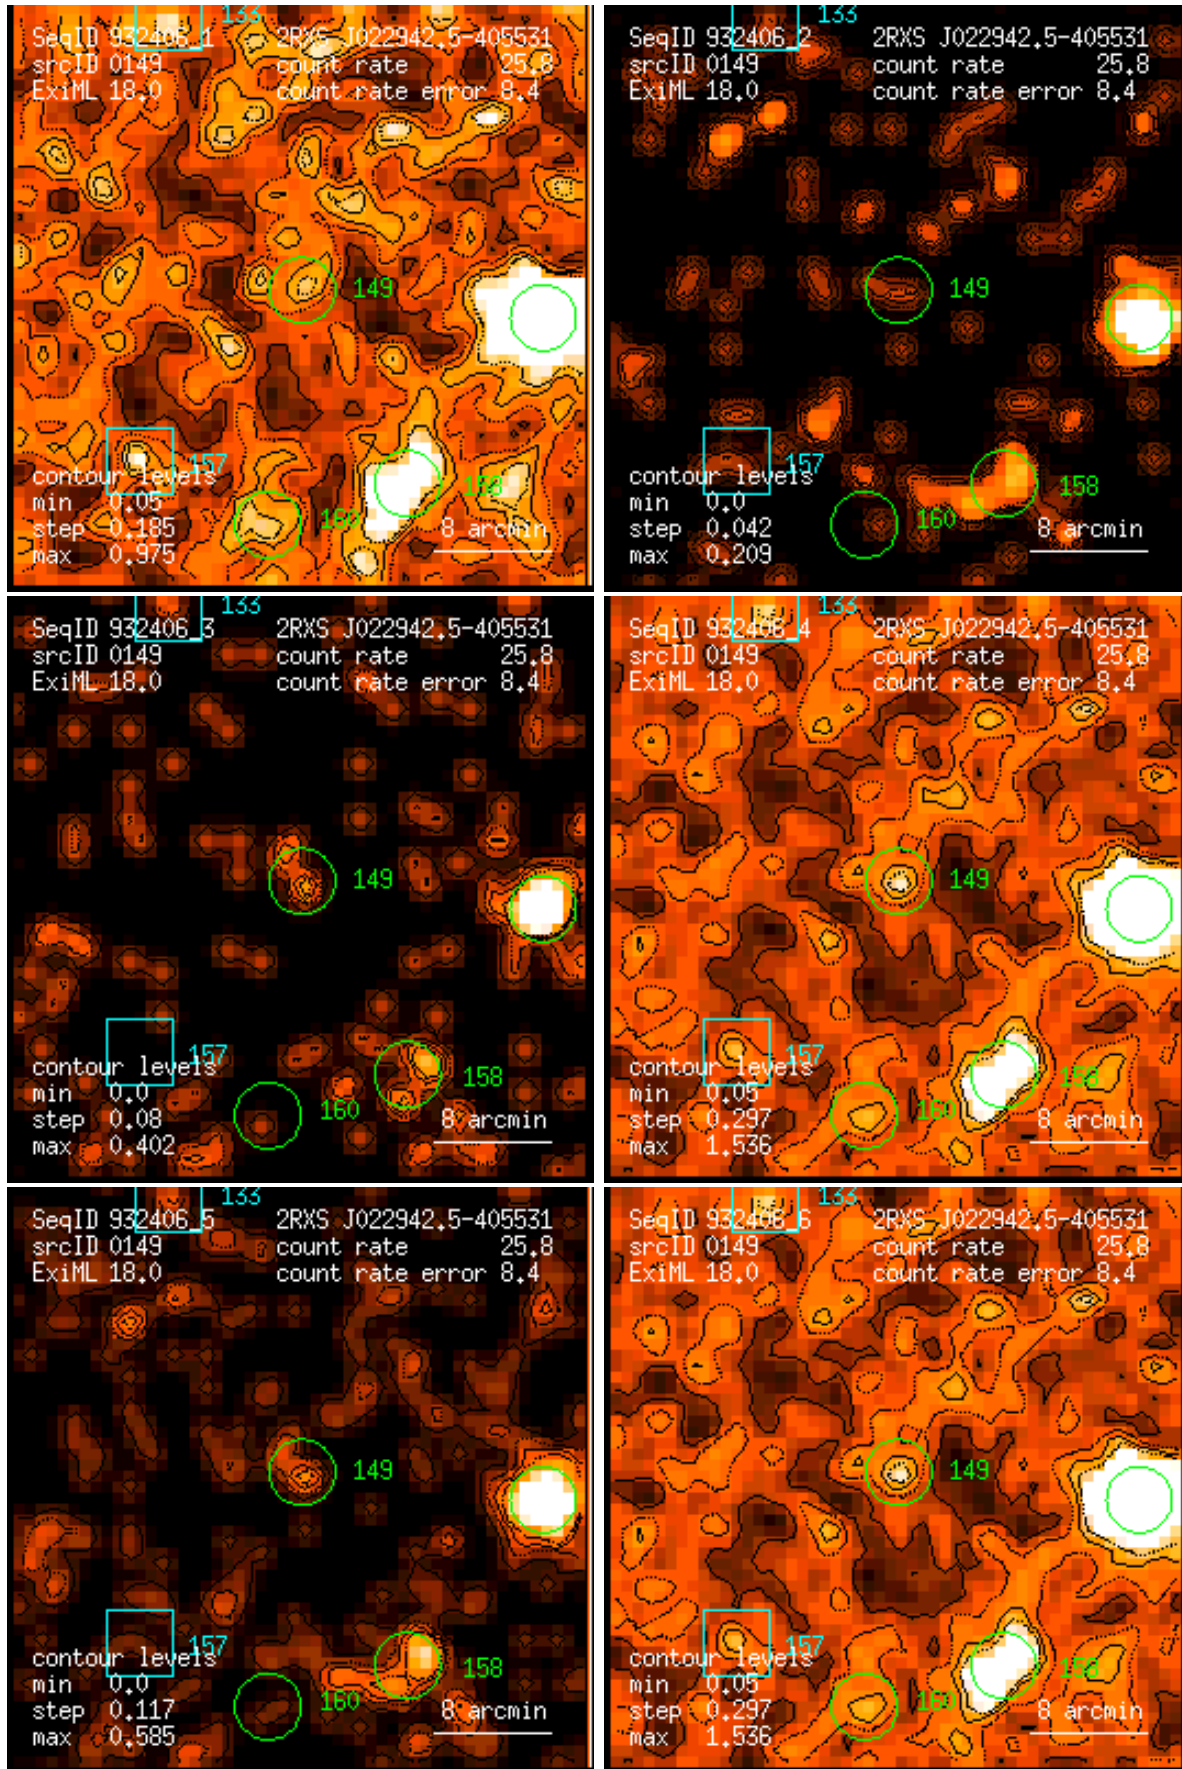 133
SeqID 932406_1 2RXS J022942.5-405531
srcID 0149 count rate 25.8
ExiML 18.0 count rate error 8.4
149
157
contour levels
158
min 0.05
160
step 0.185 8 arcmin
max 0.975
133
SeqID 932406_2 2RXS J022942.5-405531
srcID 0149 count rate 25.8
ExiML 18.0 count rate error 8.4
149
157
contour levels
158
min 0.0
160
step 0.042 8 arcmin
max 0.209
133
SeqID 932406_3 2RXS J022942.5-405531
srcID 0149 count rate 25.8
ExiML 18.0 count rate error 8.4
149
157
contour levels
158
min 0.0
160
step 0.08 8 arcmin
max 0.402
133
SeqID 932406_4 2RXS J022942.5-405531
srcID 0149 count rate 25.8
ExiML 18.0 count rate error 8.4
149
157
contour levels
158
min 0.05
160
step 0.297 8 arcmin
max 1.536
133
SeqID 932406_5 2RXS J022942.5-405531
srcID 0149 count rate 25.8
ExiML 18.0 count rate error 8.4
149
157
contour levels
158
min 0.0
160
step 0.117 8 arcmin
max 0.585
133
SeqID 932406_6 2RXS J022942.5-405531
srcID 0149 count rate 25.8
ExiML 18.0 count rate error 8.4
149
157
contour levels
158
min 0.05
160
step 0.297 8 arcmin
max 1.536